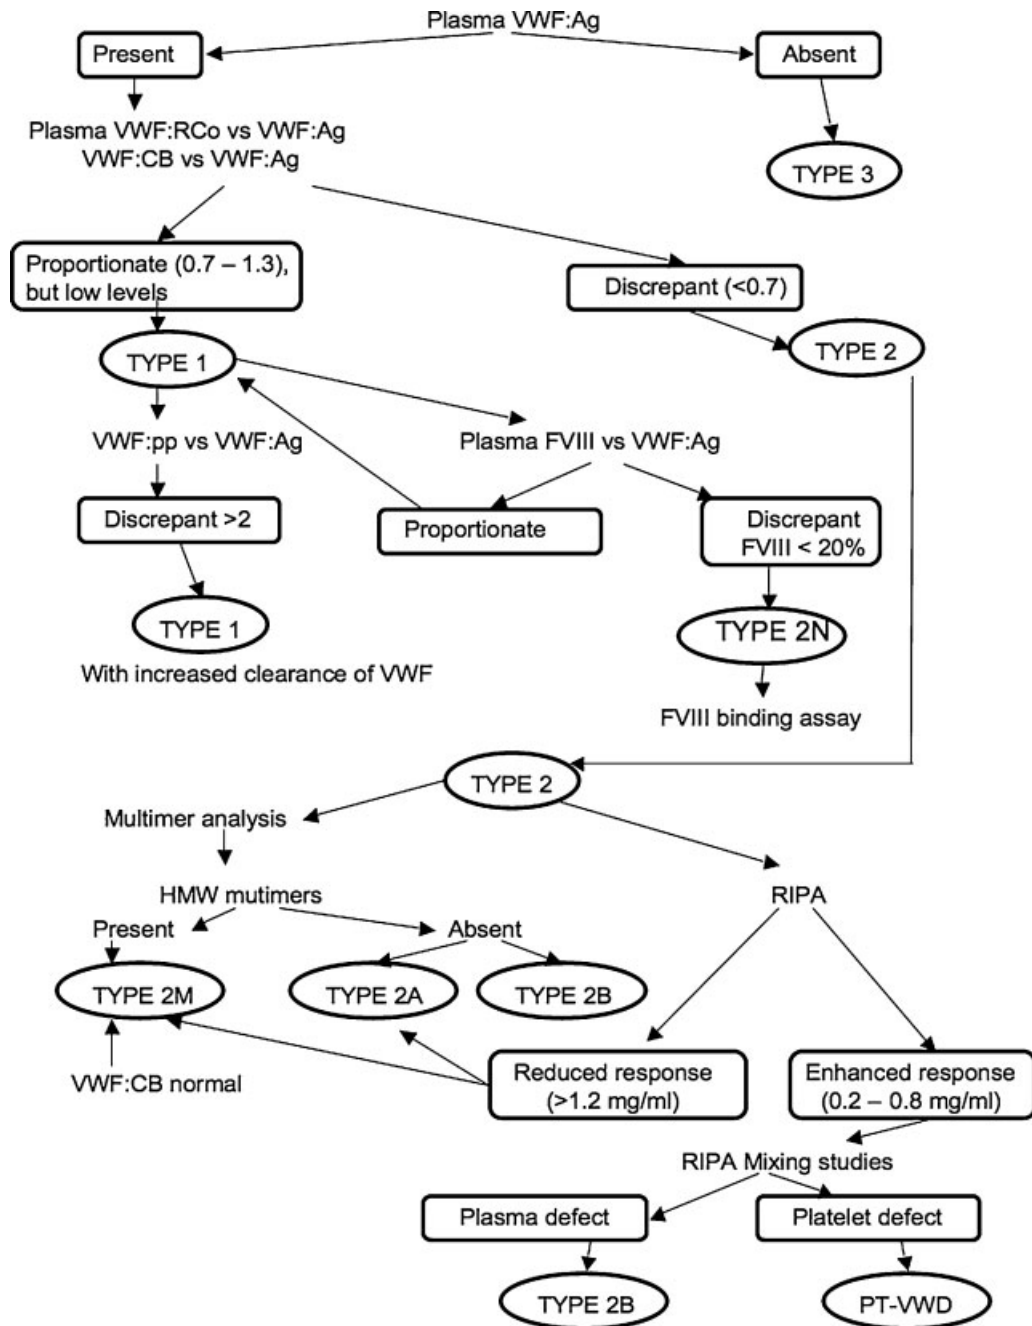 Plasma VWF:Ag
Present
Absent
Plasma VWF:RCo vs VWF:Ag
VWF:CB vs VWF:Ag
TYPE 3
Proportionate (0.7 – 1.3),
but low levels
Discrepant (<0.7)
TYPE 1
TYPE 2
VWF:pp vs VWF:Ag
Plasma FVIII vs VWF:Ag
Discrepant >2
Proportionate
Discrepant
FVIII < 20%
TYPE 1
With increased clearance of VWF
TYPE 2N
FVIII binding assay
TYPE 2
Multimer analysis
HMW mutimers
RIPA
Present
Absent
TYPE 2M
TYPE 2A
TYPE 2B
VWF:CB normal
Reduced response
(>1.2 mg/ml)
Enhanced response
(0.2 – 0.8 mg/ml)
RIPA Mixing studies
Plasma defect
Platelet defect
TYPE 2B
PT-VWD